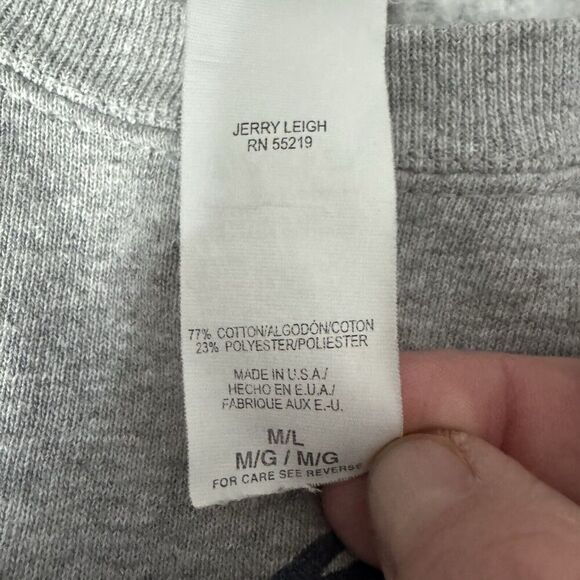 JERRY LEIGH
RN 55219
77% COTTON/ALGODÓN/COTON
23% POLYESTER/POLIESTER
MADE IN U.S.A./
HECHO EN E.U.A./
FABRIQUE AUX E.-U.
M/L
M/G / M/G
FOR CARE SEE REVERSE